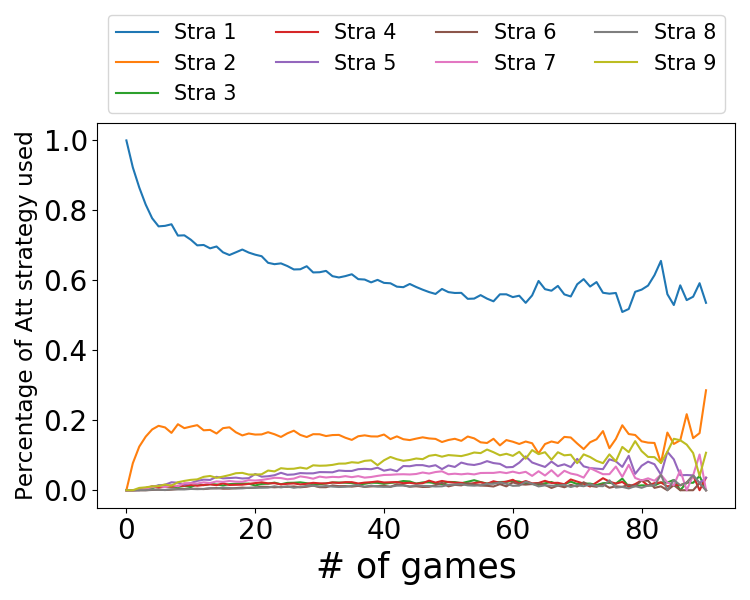 Stra 1 Stra 4 Stra 6 Stra 8
Stra 2 Stra 5 Stra 7 Stra 9
Stra 3
Percentage of Att strategy used
1.0
0.8
0.6
0.4
0.2
0.0
0 20 40 60 80
# of games